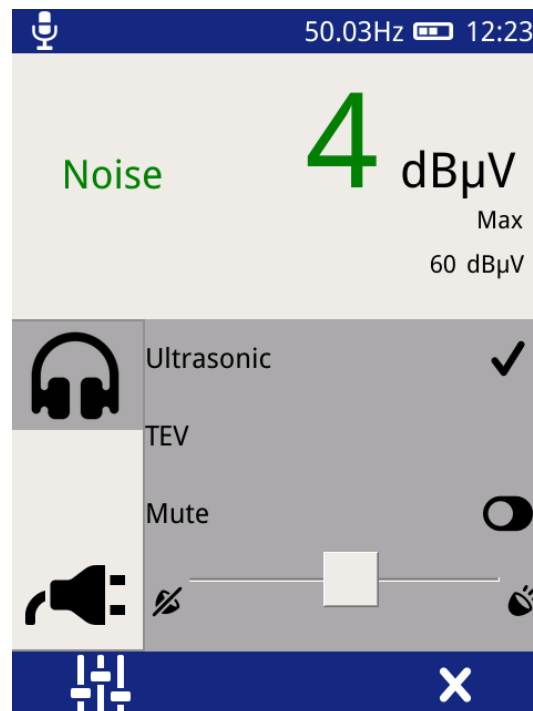 50.03Hz 12:23
Noise 4 dBµV
Max
60 dBµV
Ultrasonic
TEV
Mute